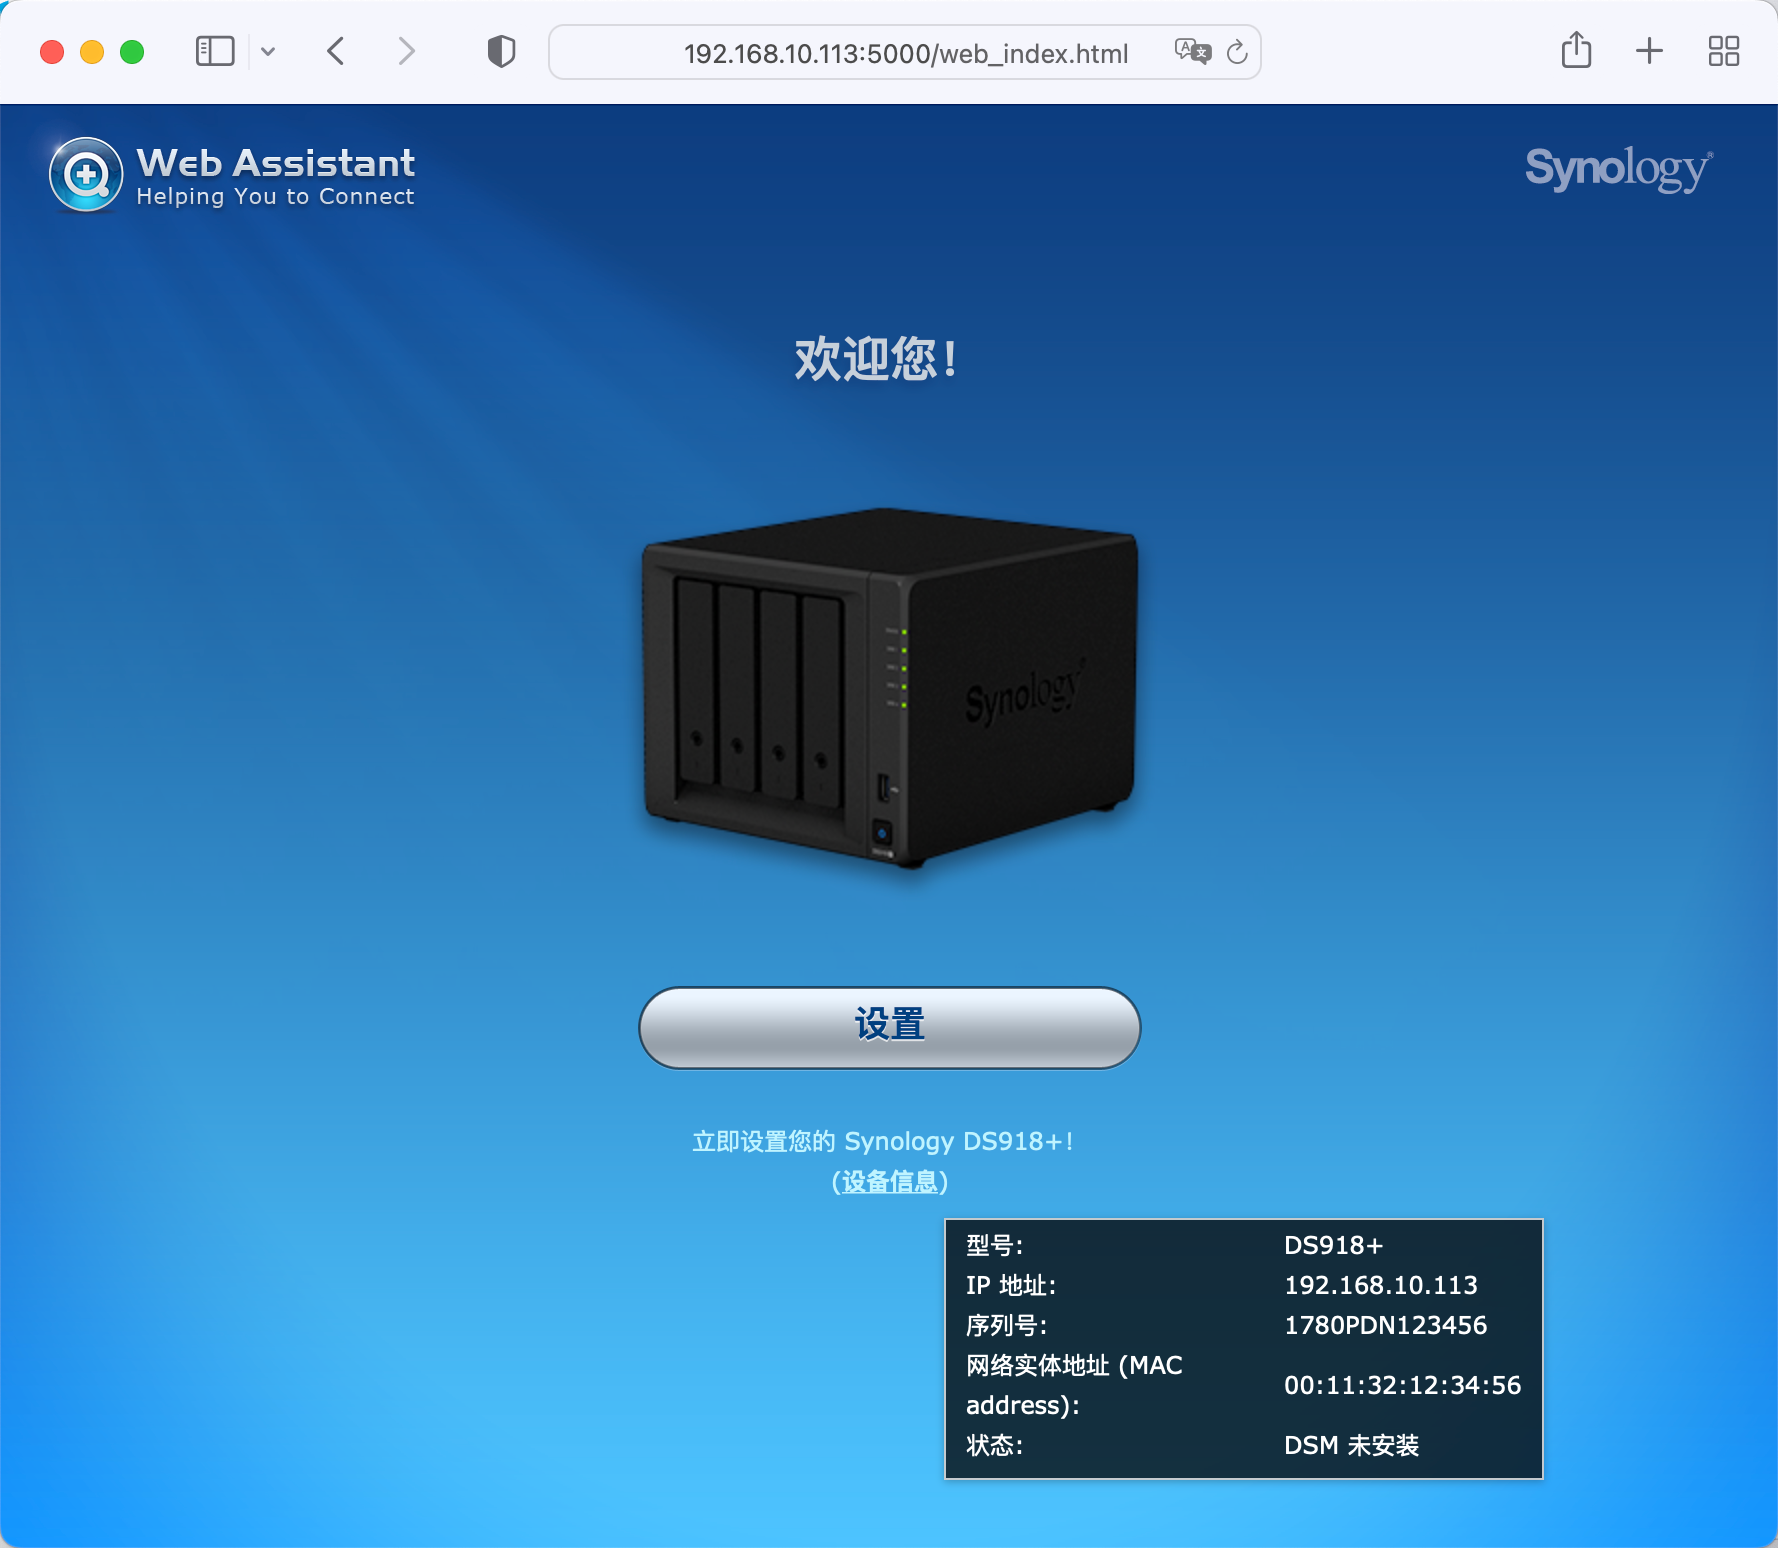 192.168.10.113:5000/web_index.html
Web Assistant
Helping You to Connect
Synology®
欢迎您！
Synology
设置
立即设置您的 Synology DS918+！
(设备信息)
型号: DS918+
IP 地址: 192.168.10.113
序列号: 1780PDN123456
网络实体地址 (MAC address): 00:11:32:12:34:56
状态: DSM 未安装